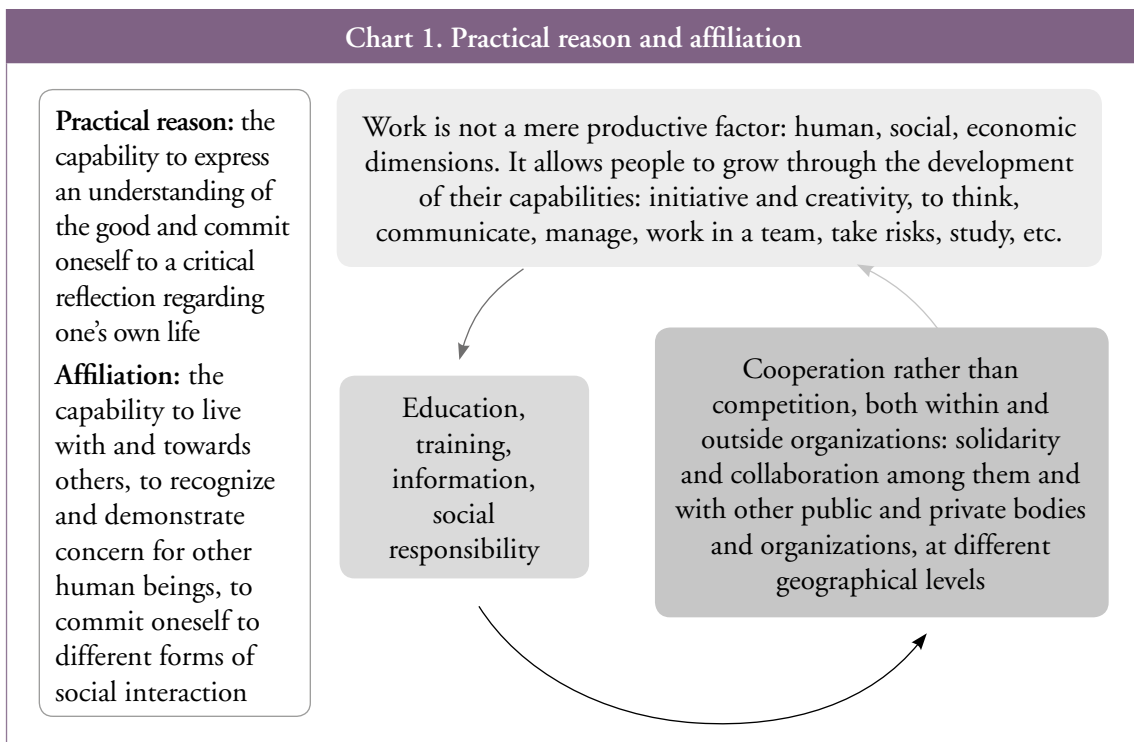 Chart 1. Practical reason and affiliation
Practical reason: the
capability to express
an understanding of
the good and commit
oneself to a critical
reflection regarding
one's own life
Affiliation: the
capability to live
with and towards
others, to recognize
and demonstrate
concern for other
human beings, to
commit oneself to
different forms of
social interaction
Work is not a mere productive factor: human, social, economic
dimensions. It allows people to grow through the development
of their capabilities: initiative and creativity, to think,
communicate, manage, work in a team, take risks, study, etc.
Education,
training,
information,
social
responsibility
Cooperation rather than
competition, both within and
outside organizations: solidarity
and collaboration among them and
with other public and private bodies
and organizations, at different
geographical levels